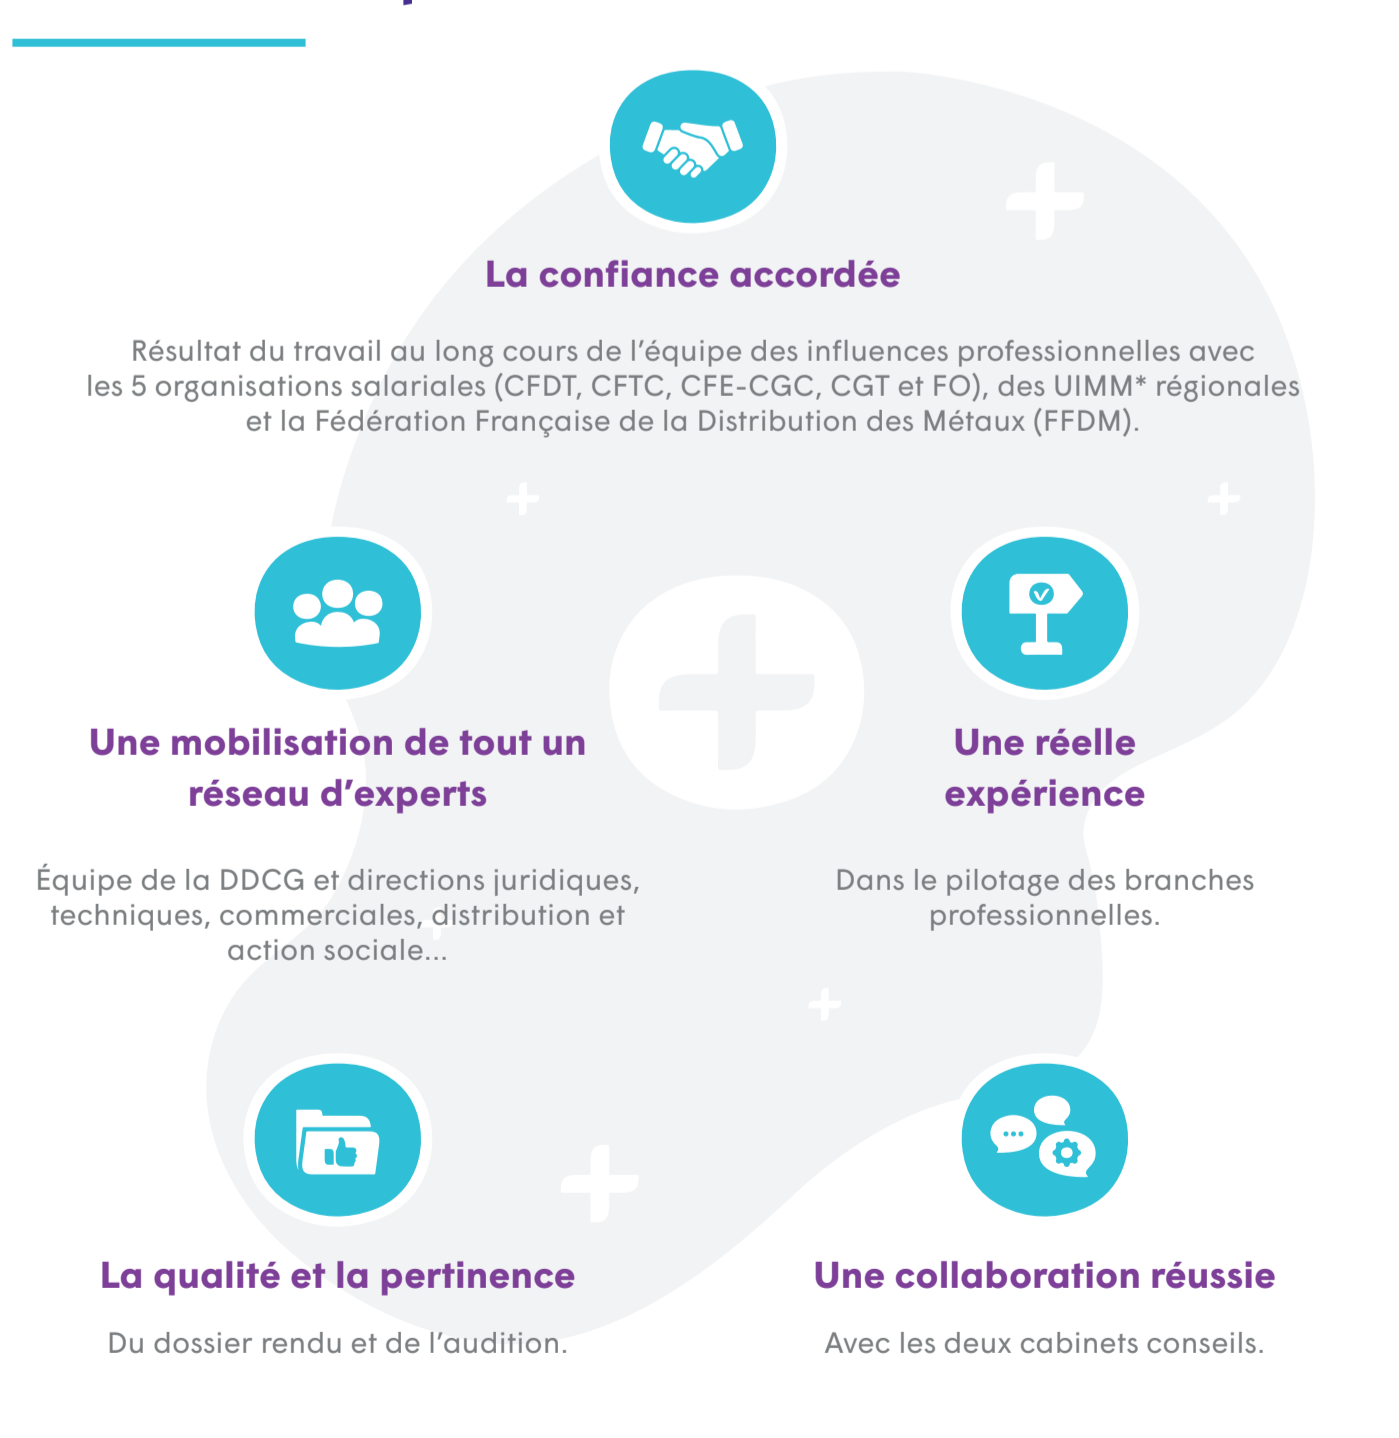 La confiance accordée
Résultat du travail au long cours de l’équipe des influences professionnelles avec
les 5 organisations salariales (CFDT, CFTC, CFE-CGC, CGT et FO), des UIMM* régionales
et la Fédération Française de la Distribution des Métaux (FFDM).
Une mobilisation de tout un
réseau d’experts
Équipe de la DDCG et directions juridiques,
techniques, commerciales, distribution et
action sociale...
Une réelle
expérience
Dans le pilotage des branches
professionnelles.
La qualité et la pertinence
Du dossier rendu et de l’audition.
Une collaboration réussie
Avec les deux cabinets conseils.